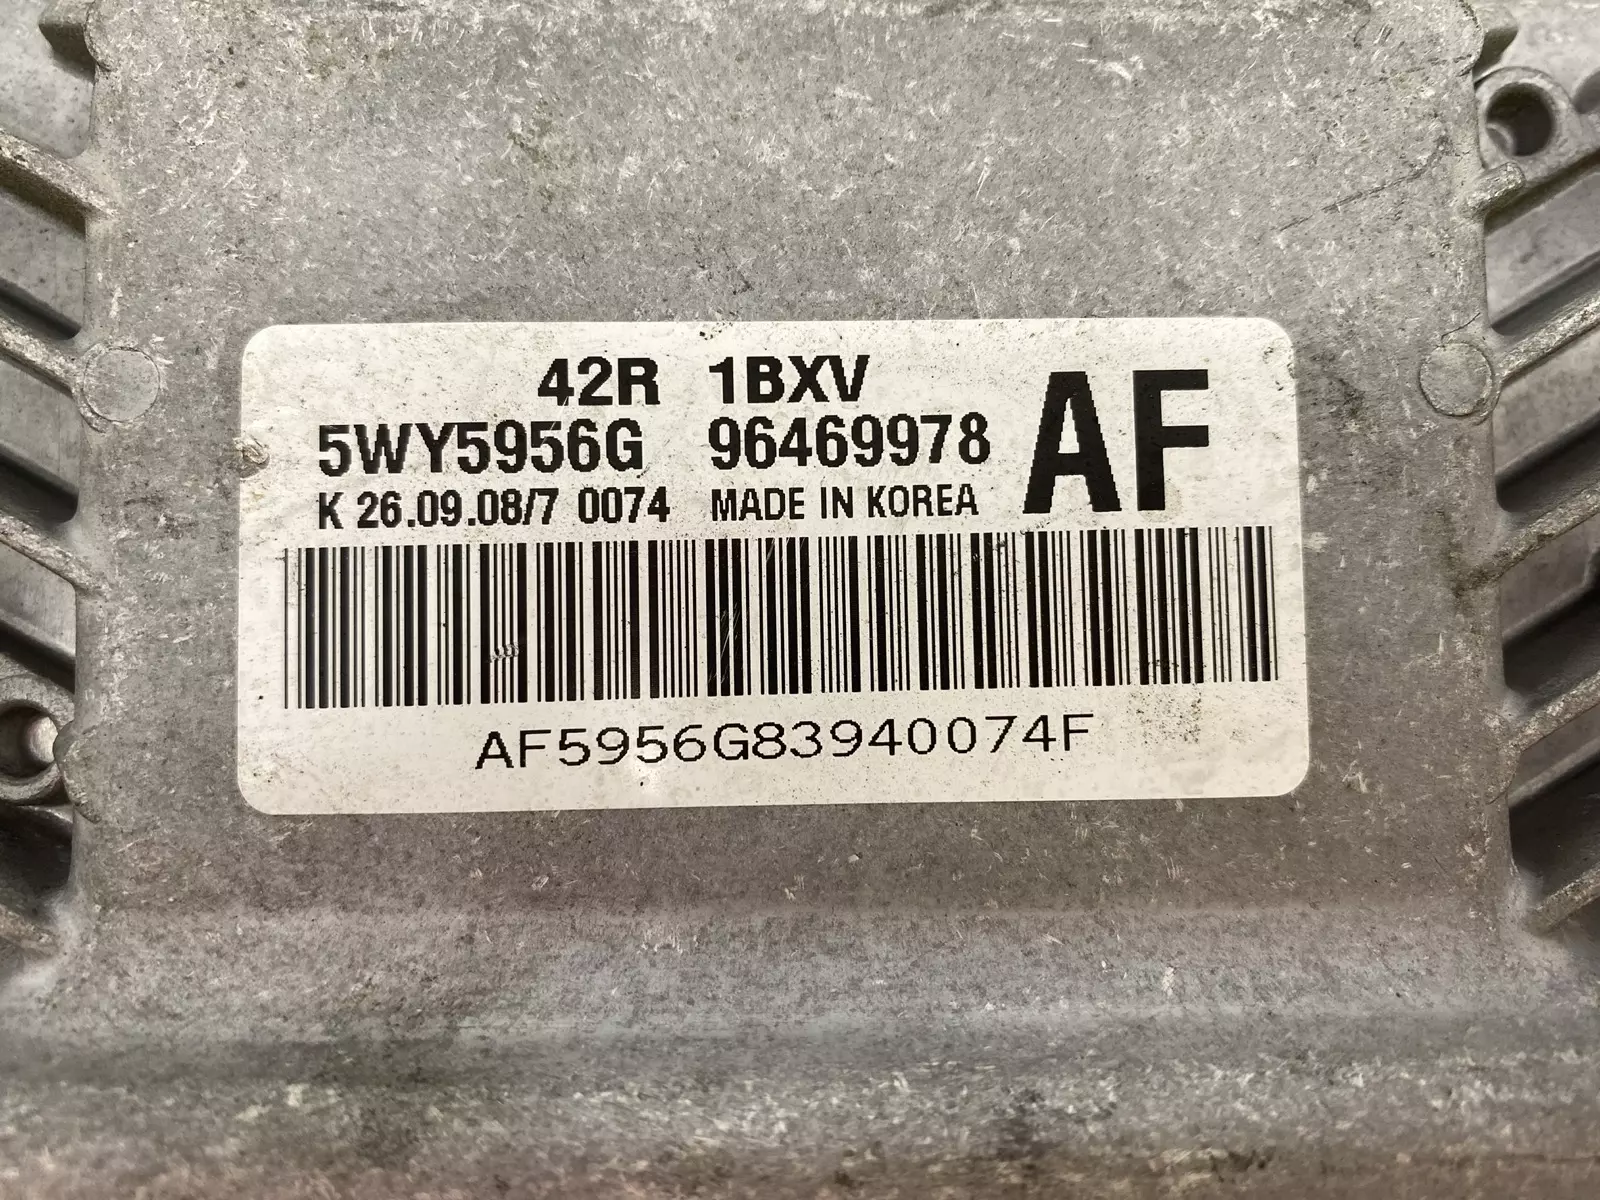 42R 1BXV
5WY5956G 96469978 AF
K 26.09.08/7 0074 MADE IN KOREA
AF5956G83940074F